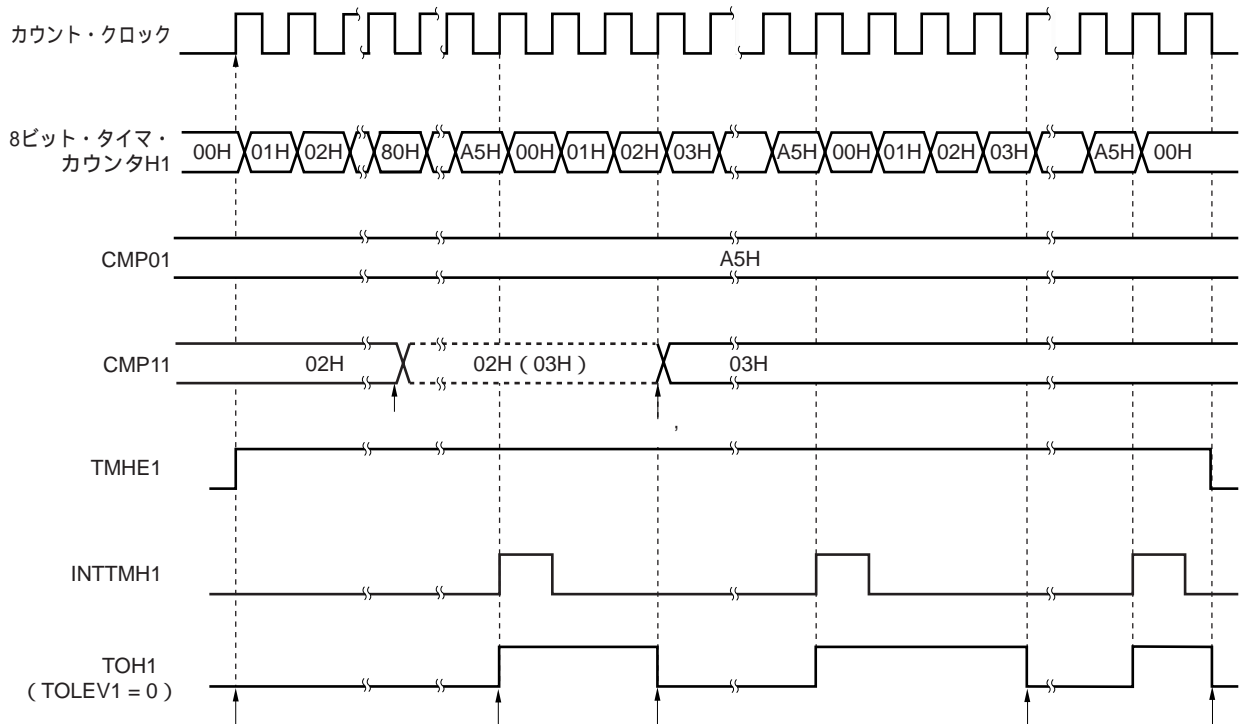 カウント・クロック
8ビット・タイマ・
カウンタH1
00H 01H 02H 80H A5H 00H 01H 02H 03H A5H 00H 01H 02H 03H A5H 00H
CMP01
A5H
CMP11
02H 02H（03H） 03H
,
TMHE1
INTTMH1
TOH1
（TOLEV1 = 0）